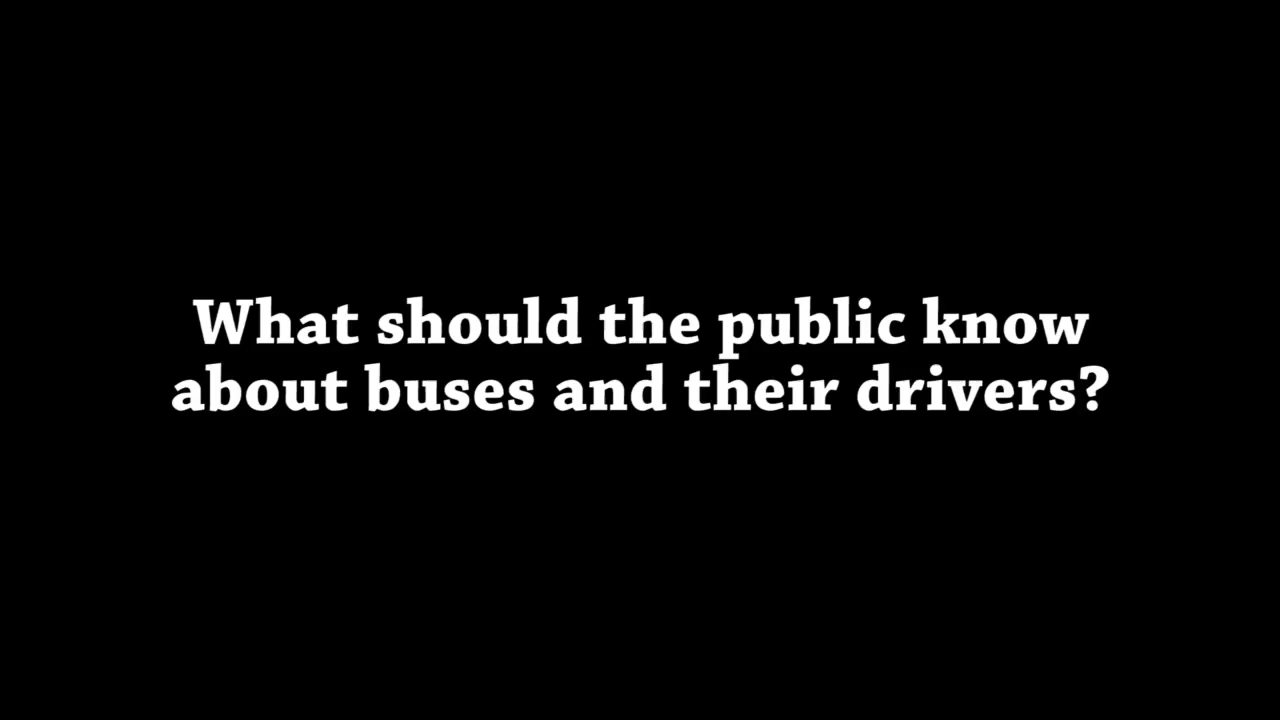 What should the public know
about buses and their drivers?